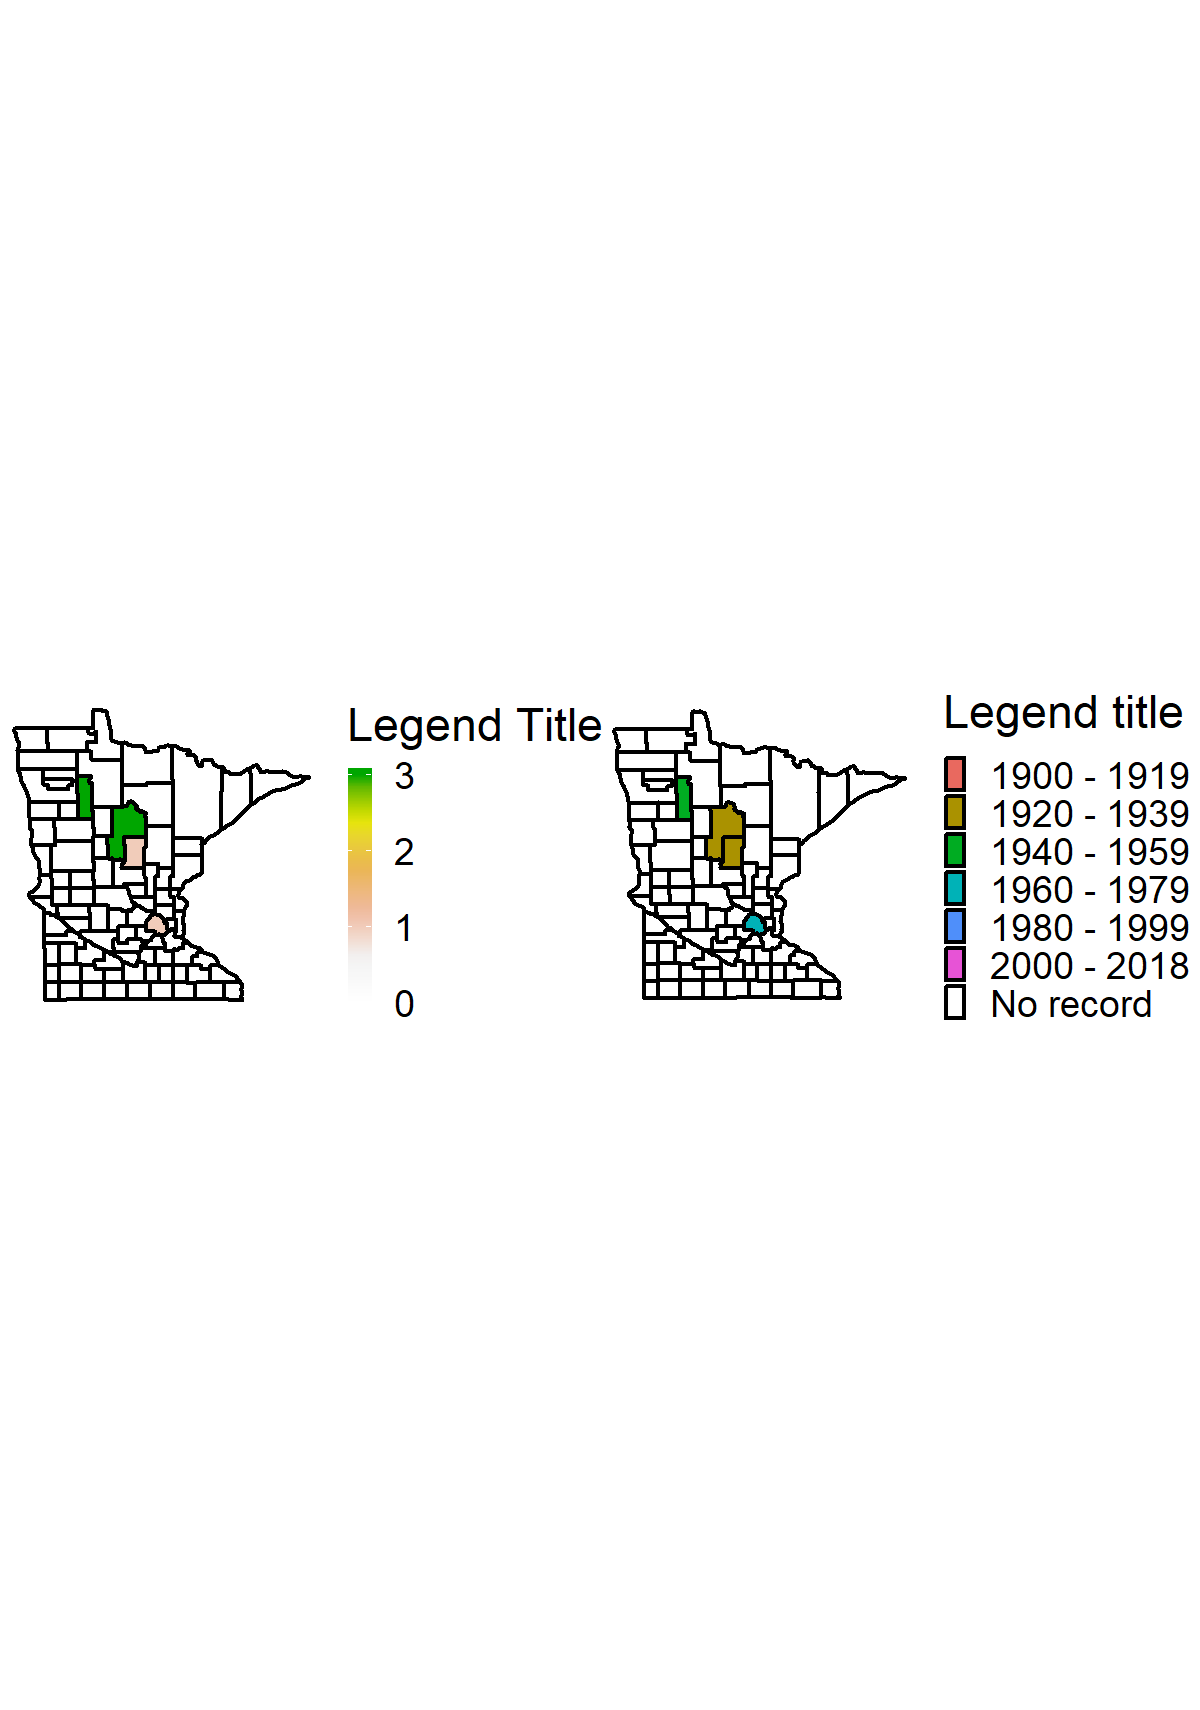 Legend Title
3
2
1
0
Legend title
1900 - 1919
1920 - 1939
1940 - 1959
1960 - 1979
1980 - 1999
2000 - 2018
No record